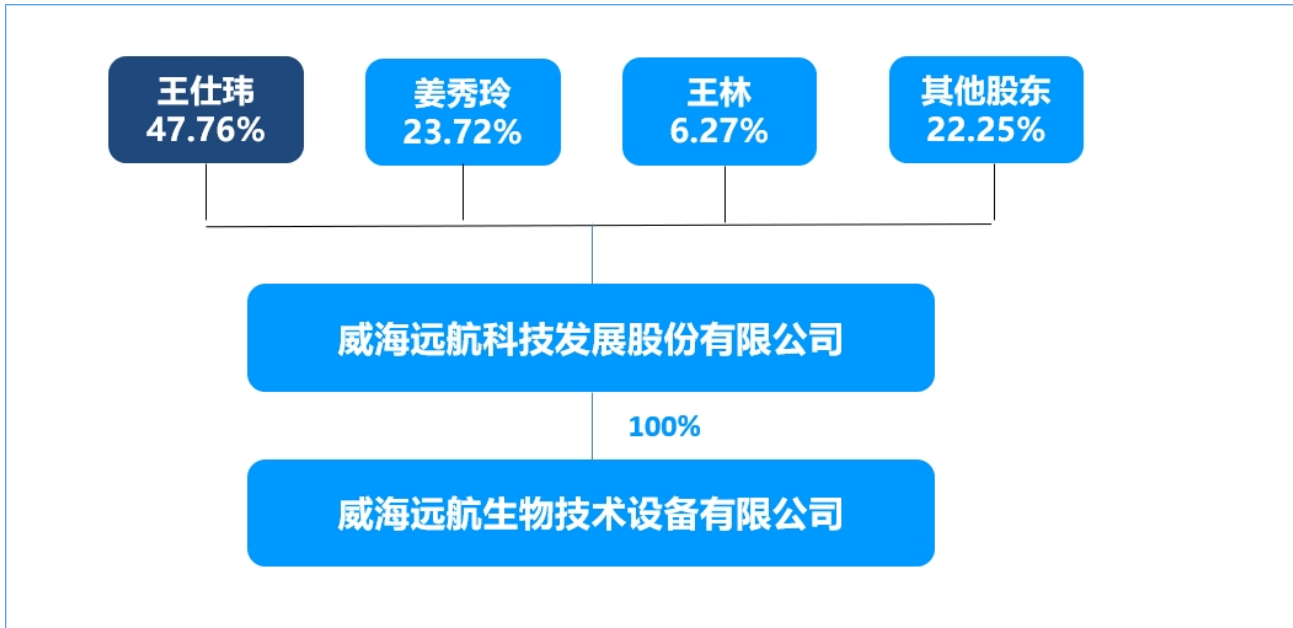 王仕玮
47.76%
姜秀玲
23.72%
王林
6.27%
其他股东
22.25%
威海远航科技发展股份有限公司
100%
威海远航生物技术设备有限公司